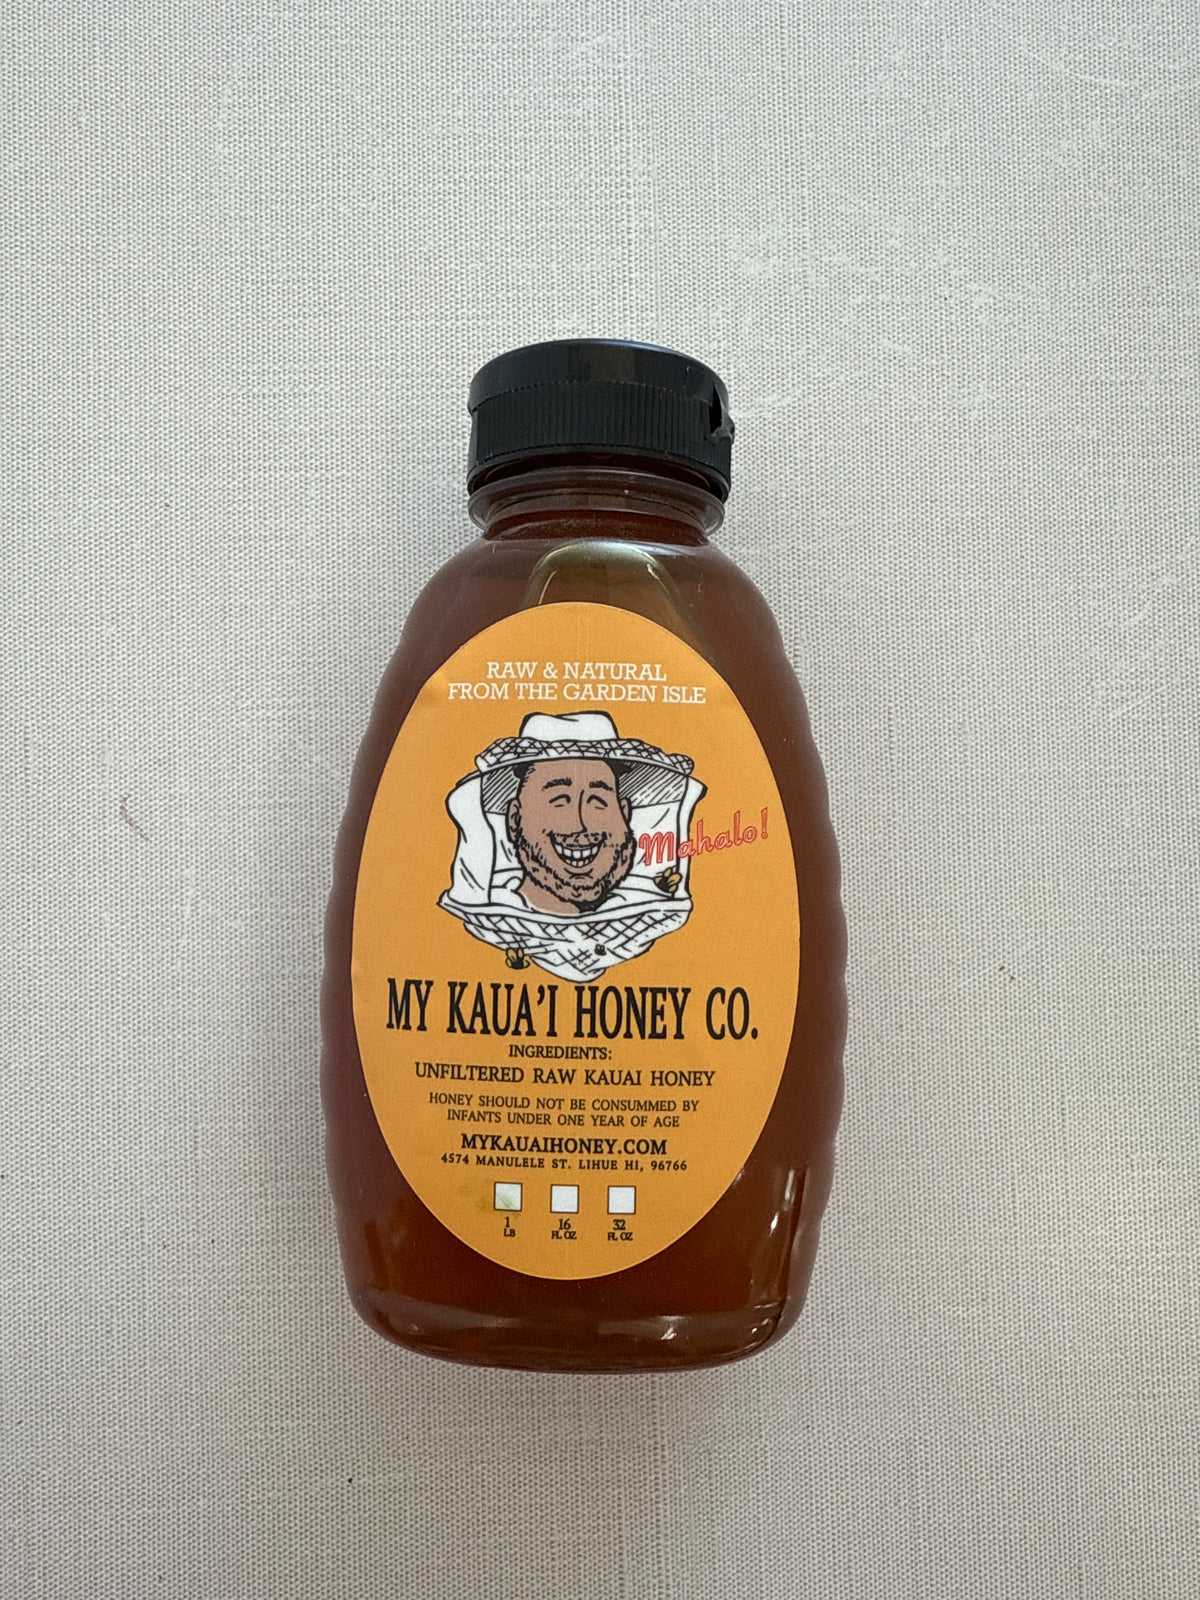 RAW & NATURAL
FROM THE GARDEN ISLE
Mahalo!
MY KAUA'I HONEY CO.
INGREDIENTS:
UNFILTERED RAW KAUAI HONEY
HONEY SHOULD NOT BE CONSUMMED BY
INFANTS UNDER ONE YEAR OF AGE
MYKAUAIHONEY.COM
4574 MANULELE ST. LIHUE HI, 96766
1 16 32
LB FL OZ FL OZ